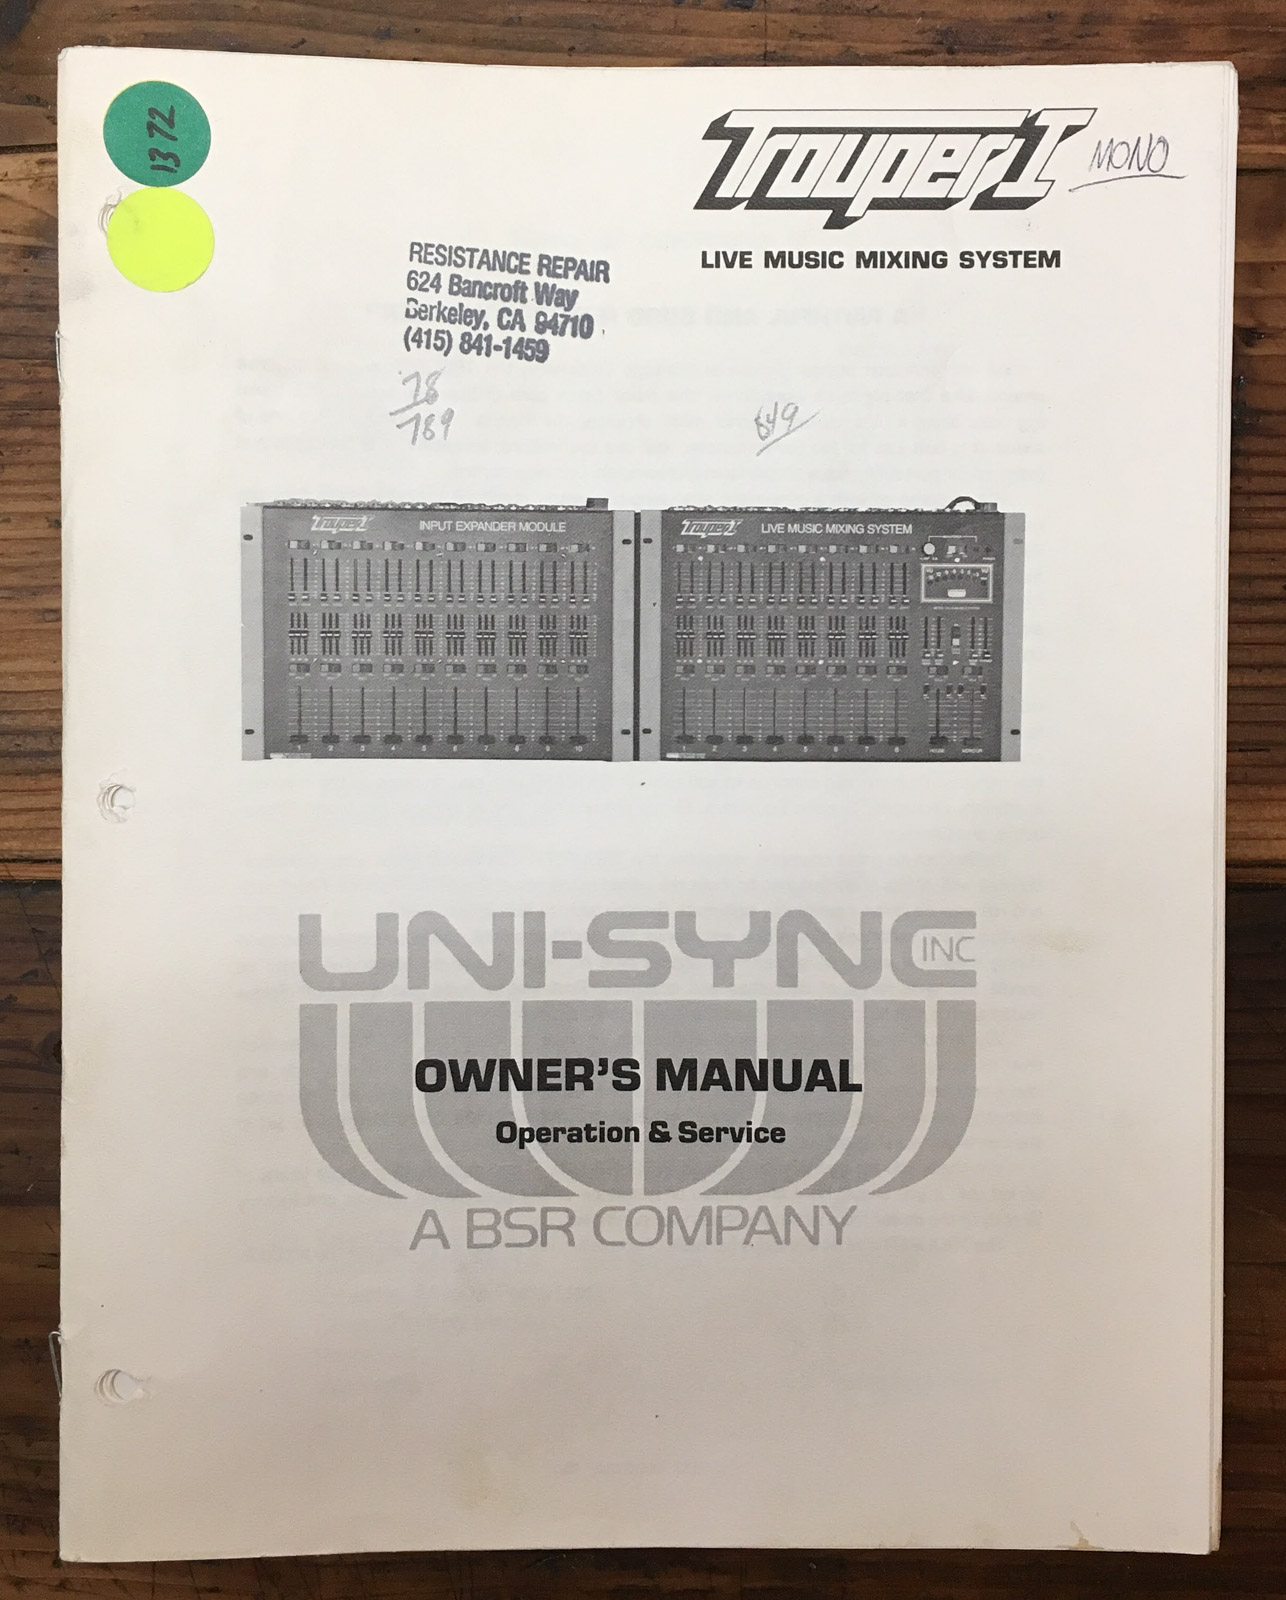 1372
Trouper I MONO
LIVE MUSIC MIXING SYSTEM
RESISTANCE REPAIR
624 Bancroft Way
Berkeley, CA 94710
(415) 841-1459
78
789
849
Trouper I INPUT EXPANDER MODULE
Trouper I LIVE MUSIC MIXING SYSTEM
1 2 3 4 5 6 7 8 9 10
1 2 3 4 5 6 7 8 HOUSE MONITOR
UNI-SYNC INC
OWNER'S MANUAL
Operation & Service
A BSR COMPANY